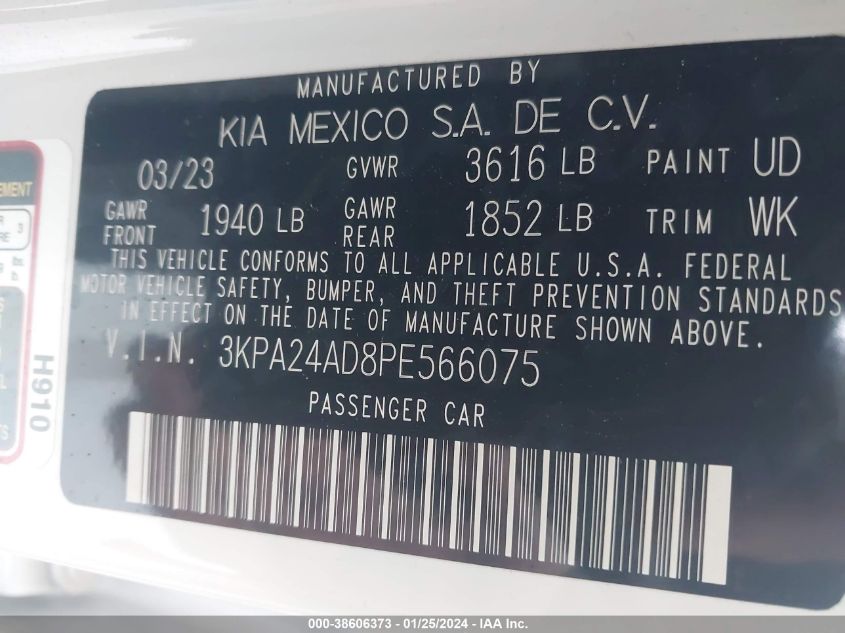 MANUFACTURED BY
KIA MEXICO S.A. DE C.V.
03/23 GVWR 3616 LB PAINT UD
GAWR FRONT 1940 LB GAWR REAR 1852 LB TRIM WK
THIS VEHICLE CONFORMS TO ALL APPLICABLE U.S.A. FEDERAL
MOTOR VEHICLE SAFETY, BUMPER, AND THEFT PREVENTION STANDARDS
IN EFFECT ON THE DATE OF MANUFACTURE SHOWN ABOVE.
V.I.N. 3KPA24AD8PE566075
PASSENGER CAR
H910
000-38606373 - 01/25/2024 - IAA Inc.